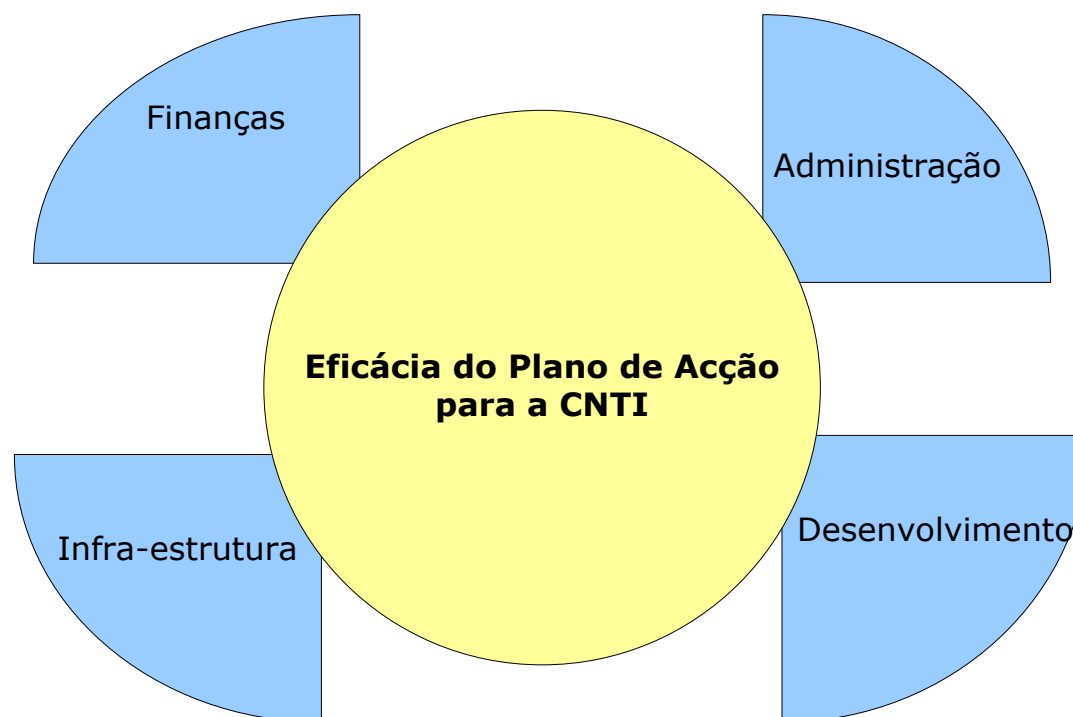 Finanças
Administração
Eficácia do Plano de Acção
para a CNTI
Infra-estrutura
Desenvolvimento